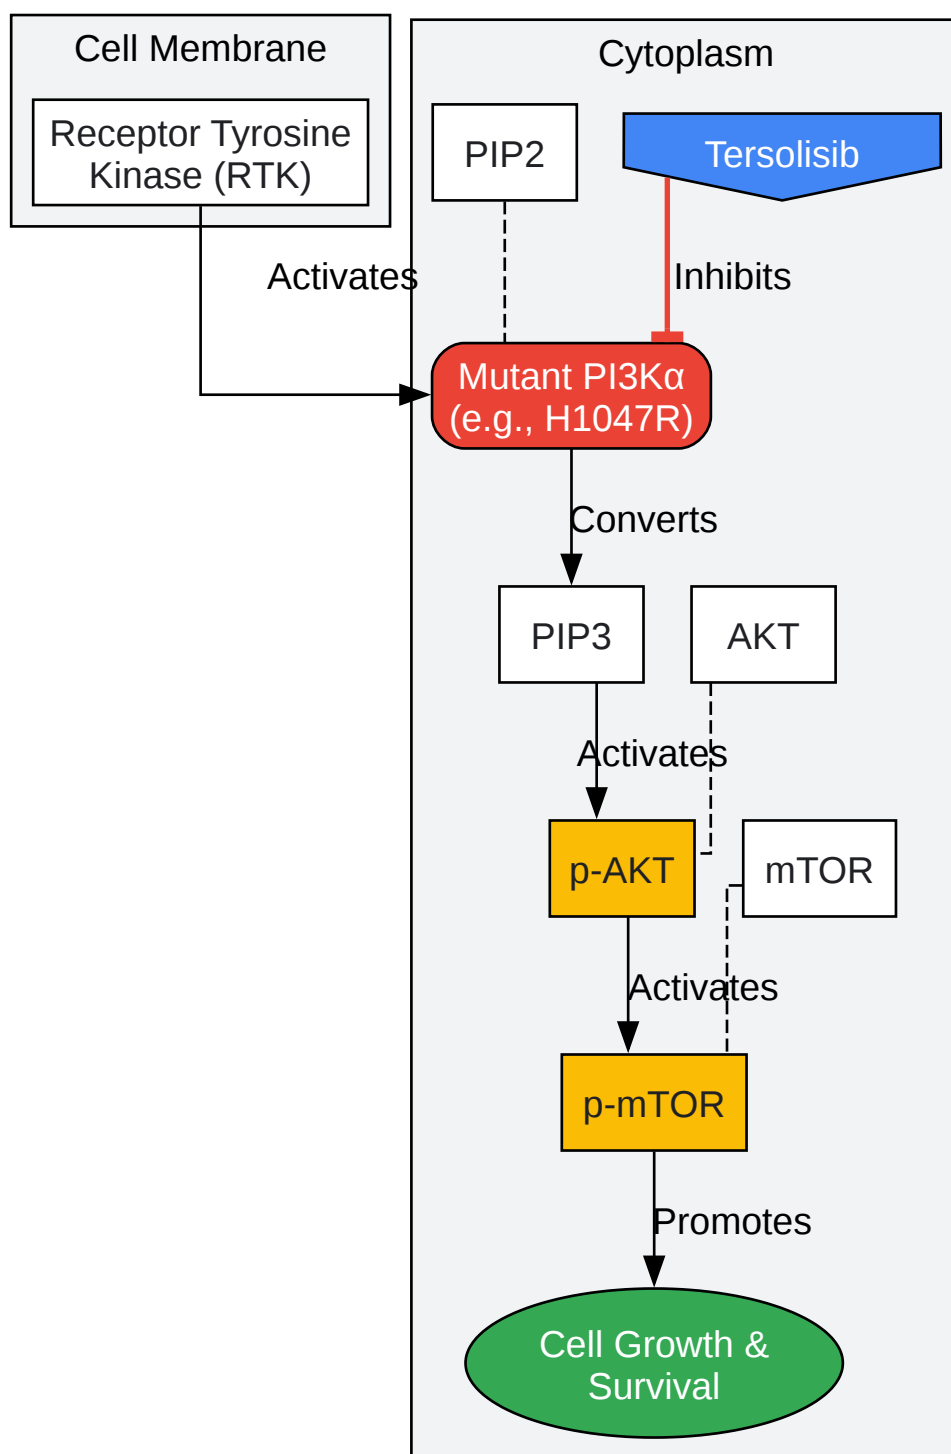 Cell Membrane
Receptor Tyrosine
Kinase (RTK)
Cytoplasm
PIP2
Tersolisib
Activates
Inhibits
Mutant PI3Kα
(e.g., H1047R)
Converts
PIP3
AKT
Activates
p-AKT
mTOR
Activates
p-mTOR
Promotes
Cell Growth &
Survival